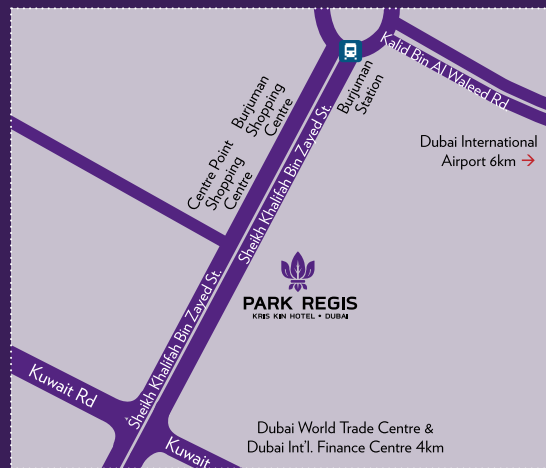 Kalid Bin Al Waleed Rd
Burjuman
Shopping
Centre
Burjuman
Station
Dubai International
Airport 6km →
Centre Point
Shopping
Centre
Sheikh Khalifah Bin Zayed St.
PARK REGIS
KRIS KIN HOTEL • DUBAI
Sheikh Khalifah Bin Zayed St.
Kuwait Rd
Kuwait
Dubai World Trade Centre &
Dubai Int'l. Finance Centre 4km